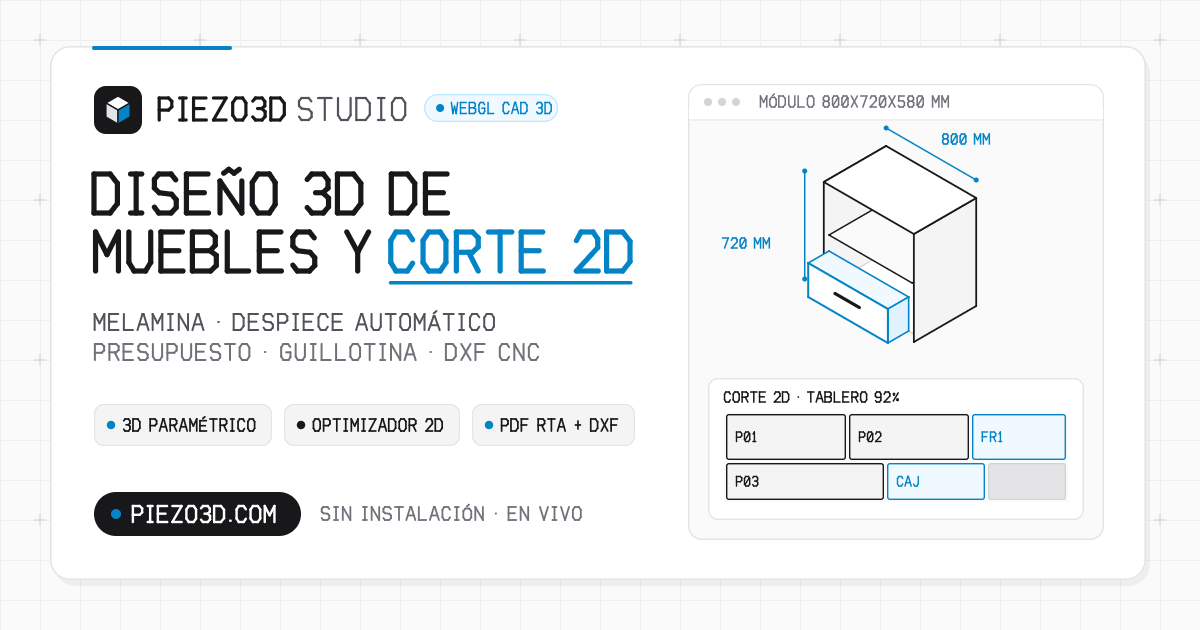 PIEZO3D STUDIO
WEBGL CAD 3D
DISEÑO 3D DE
MUEBLES Y CORTE 2D
MELAMINA · DESPIECE AUTOMÁTICO
PRESUPUESTO · GUILLOTINA · DXF CNC
3D PARAMÉTRICO
OPTIMIZADOR 2D
PDF RTA + DXF
PIEZO3D.COM
SIN INSTALACIÓN · EN VIVO
MÓDULO 800X720X580 MM
800 MM
720 MM
CORTE 2D · TABLERO 92%
P01
P02
FR1
P03
CAJ